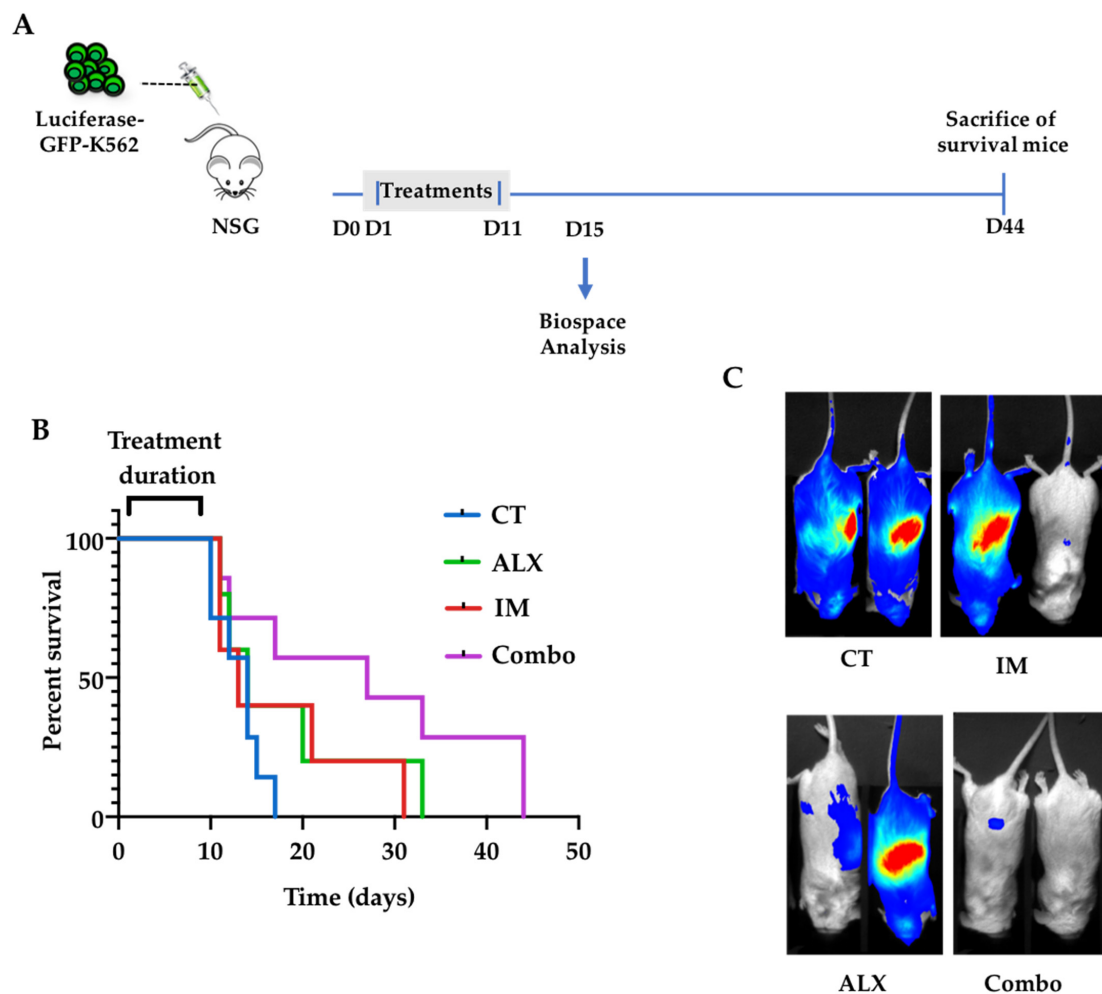 A
Luciferase-
GFP-K562
NSG
Treatments
D0 D1
D11
D15
D44
Sacrifice of
survival mice
Biospace
Analysis
B
Treatment
duration
CT
ALX
IM
Combo
Percent survival
100
50
0
0 10 20 30 40 50
Time (days)
C
CT
IM
ALX
Combo